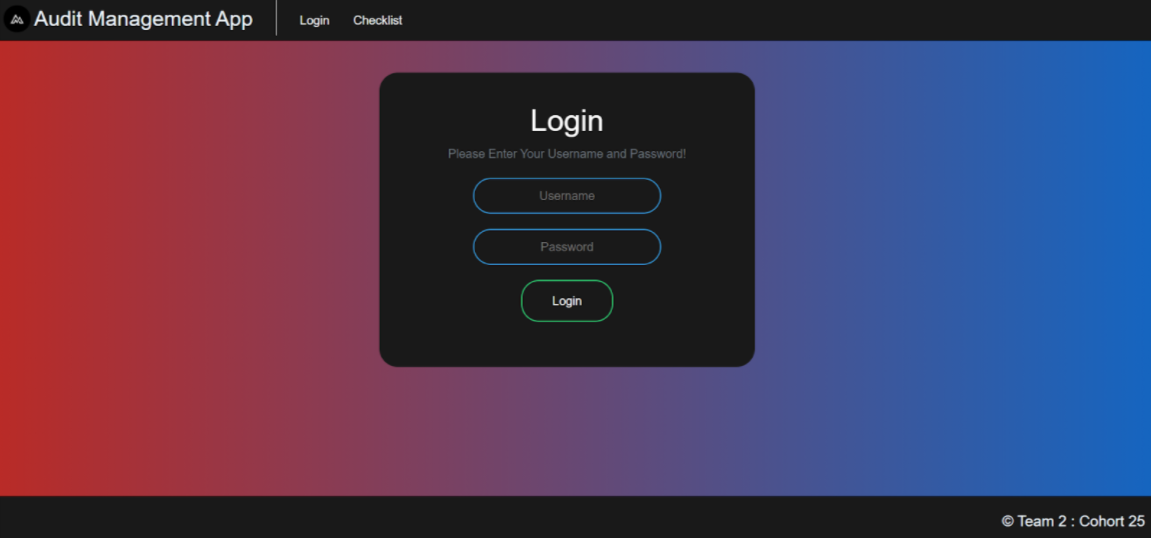 Audit Management App
Login
Checklist
Login
Please Enter Your Username and Password!
Username
Password
Login
© Team 2 : Cohort 25